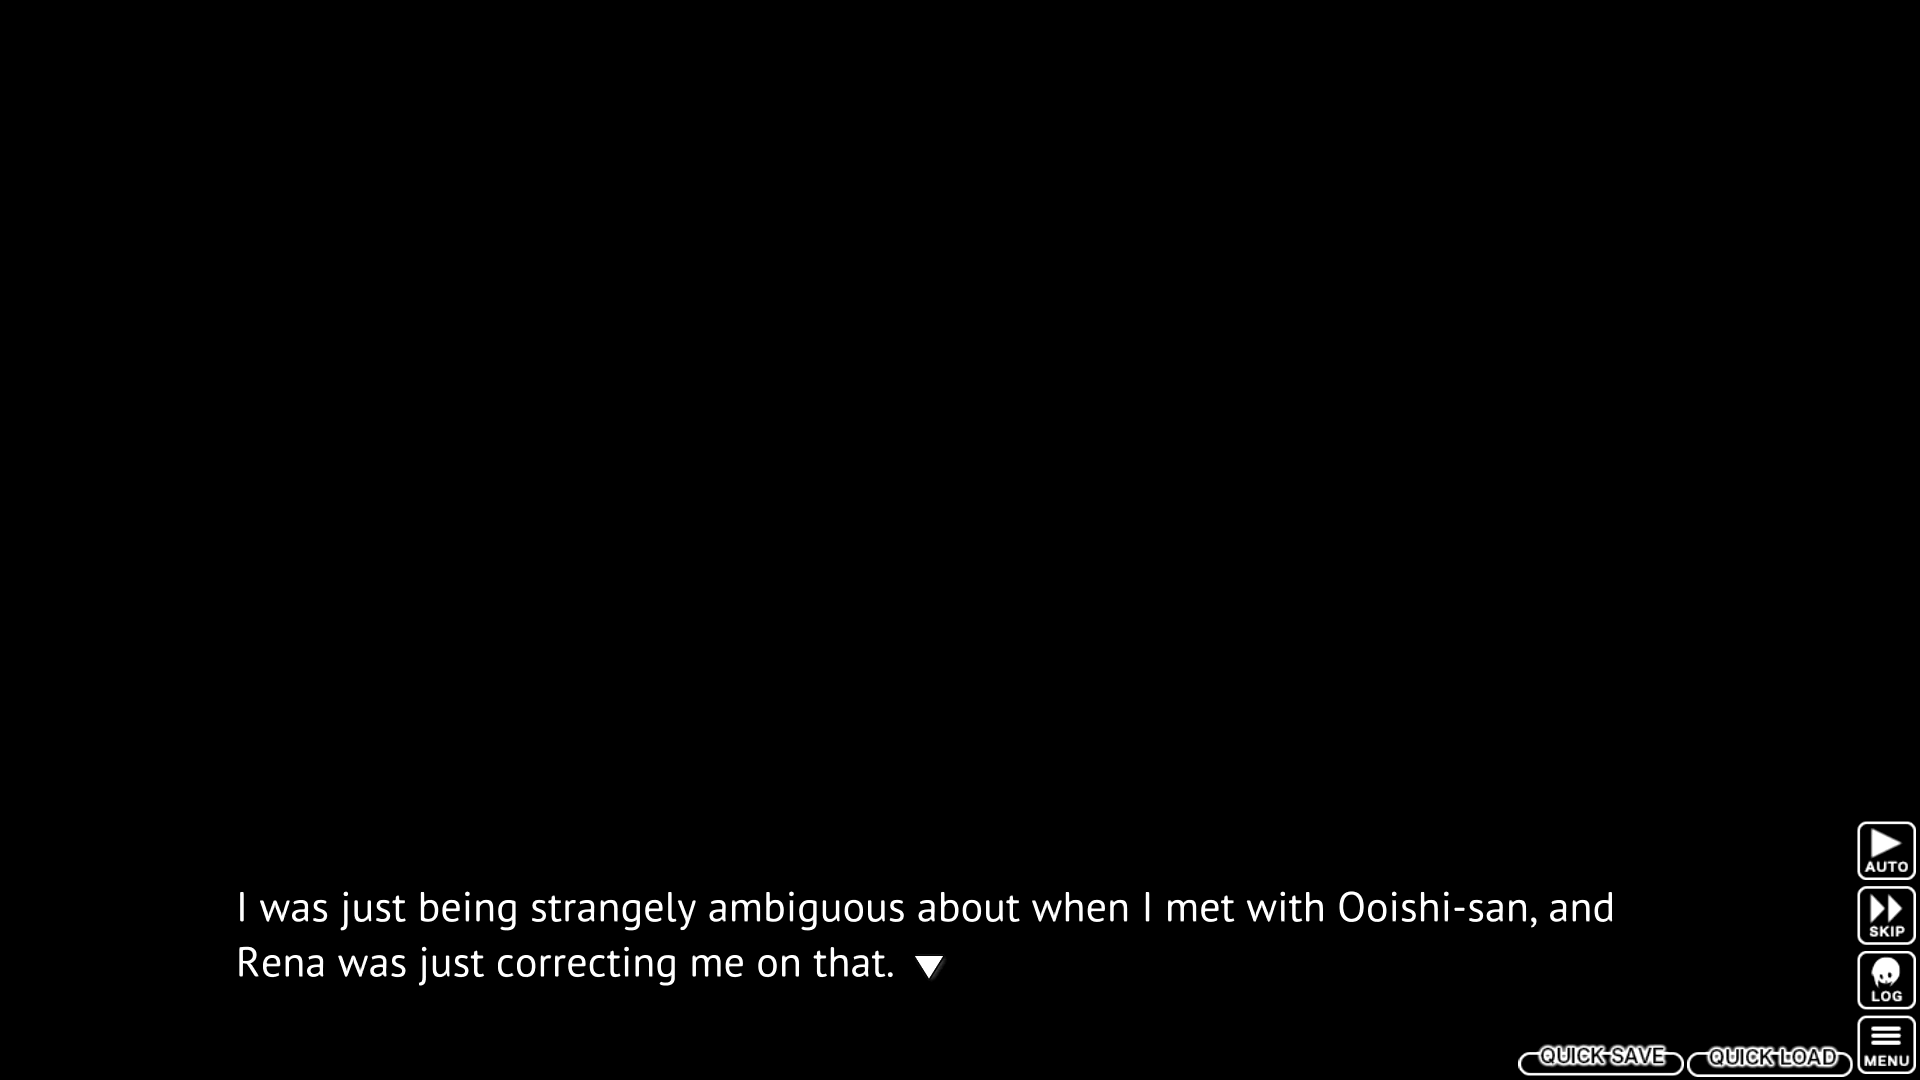 I was just being strangely ambiguous about when I met with Ooishi-san, and
Rena was just correcting me on that.
AUTO
SKIP
LOG
MENU
QUICK SAVE
QUICK LOAD